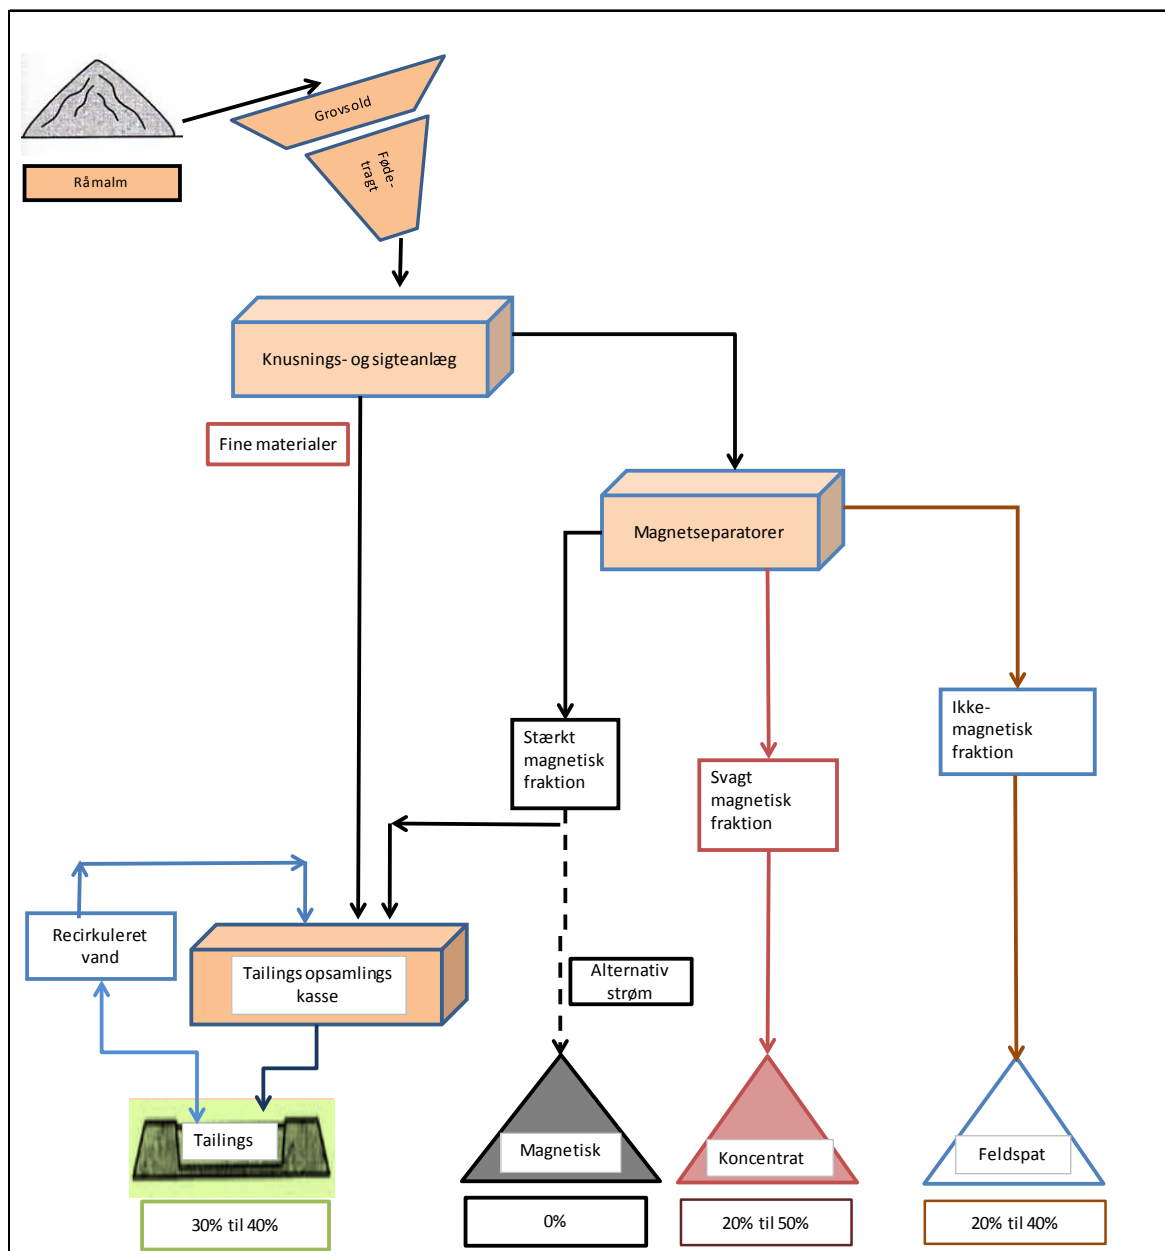 Råmalm
Grovsold
Føde-
tragt
Knusnings- og sigteanlæg
Fine materialer
Magnetseparatorer
Ikke-
magnetisk
fraktion
Stærkt
magnetisk
fraktion
Svagt
magnetisk
fraktion
Recirkuleret
vand
Tailings opsamlings
kasse
Alternativ
strøm
Tailings
Magnetisk
Koncentrat
Feldspat
30% til 40%
0%
20% til 50%
20% til 40%